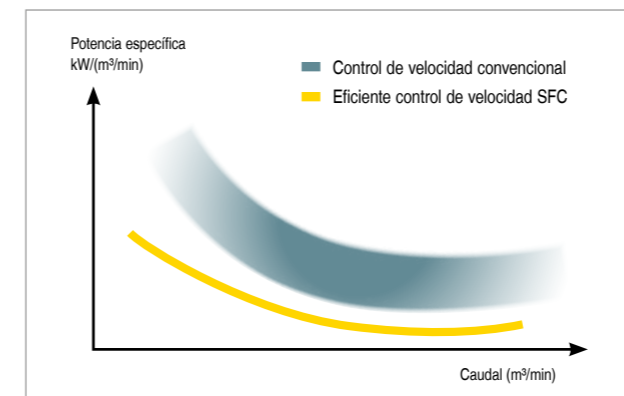 Potencia específica
kW/(m³/min)
Control de velocidad convencional
Eficiente control de velocidad SFC
Caudal (m³/min)